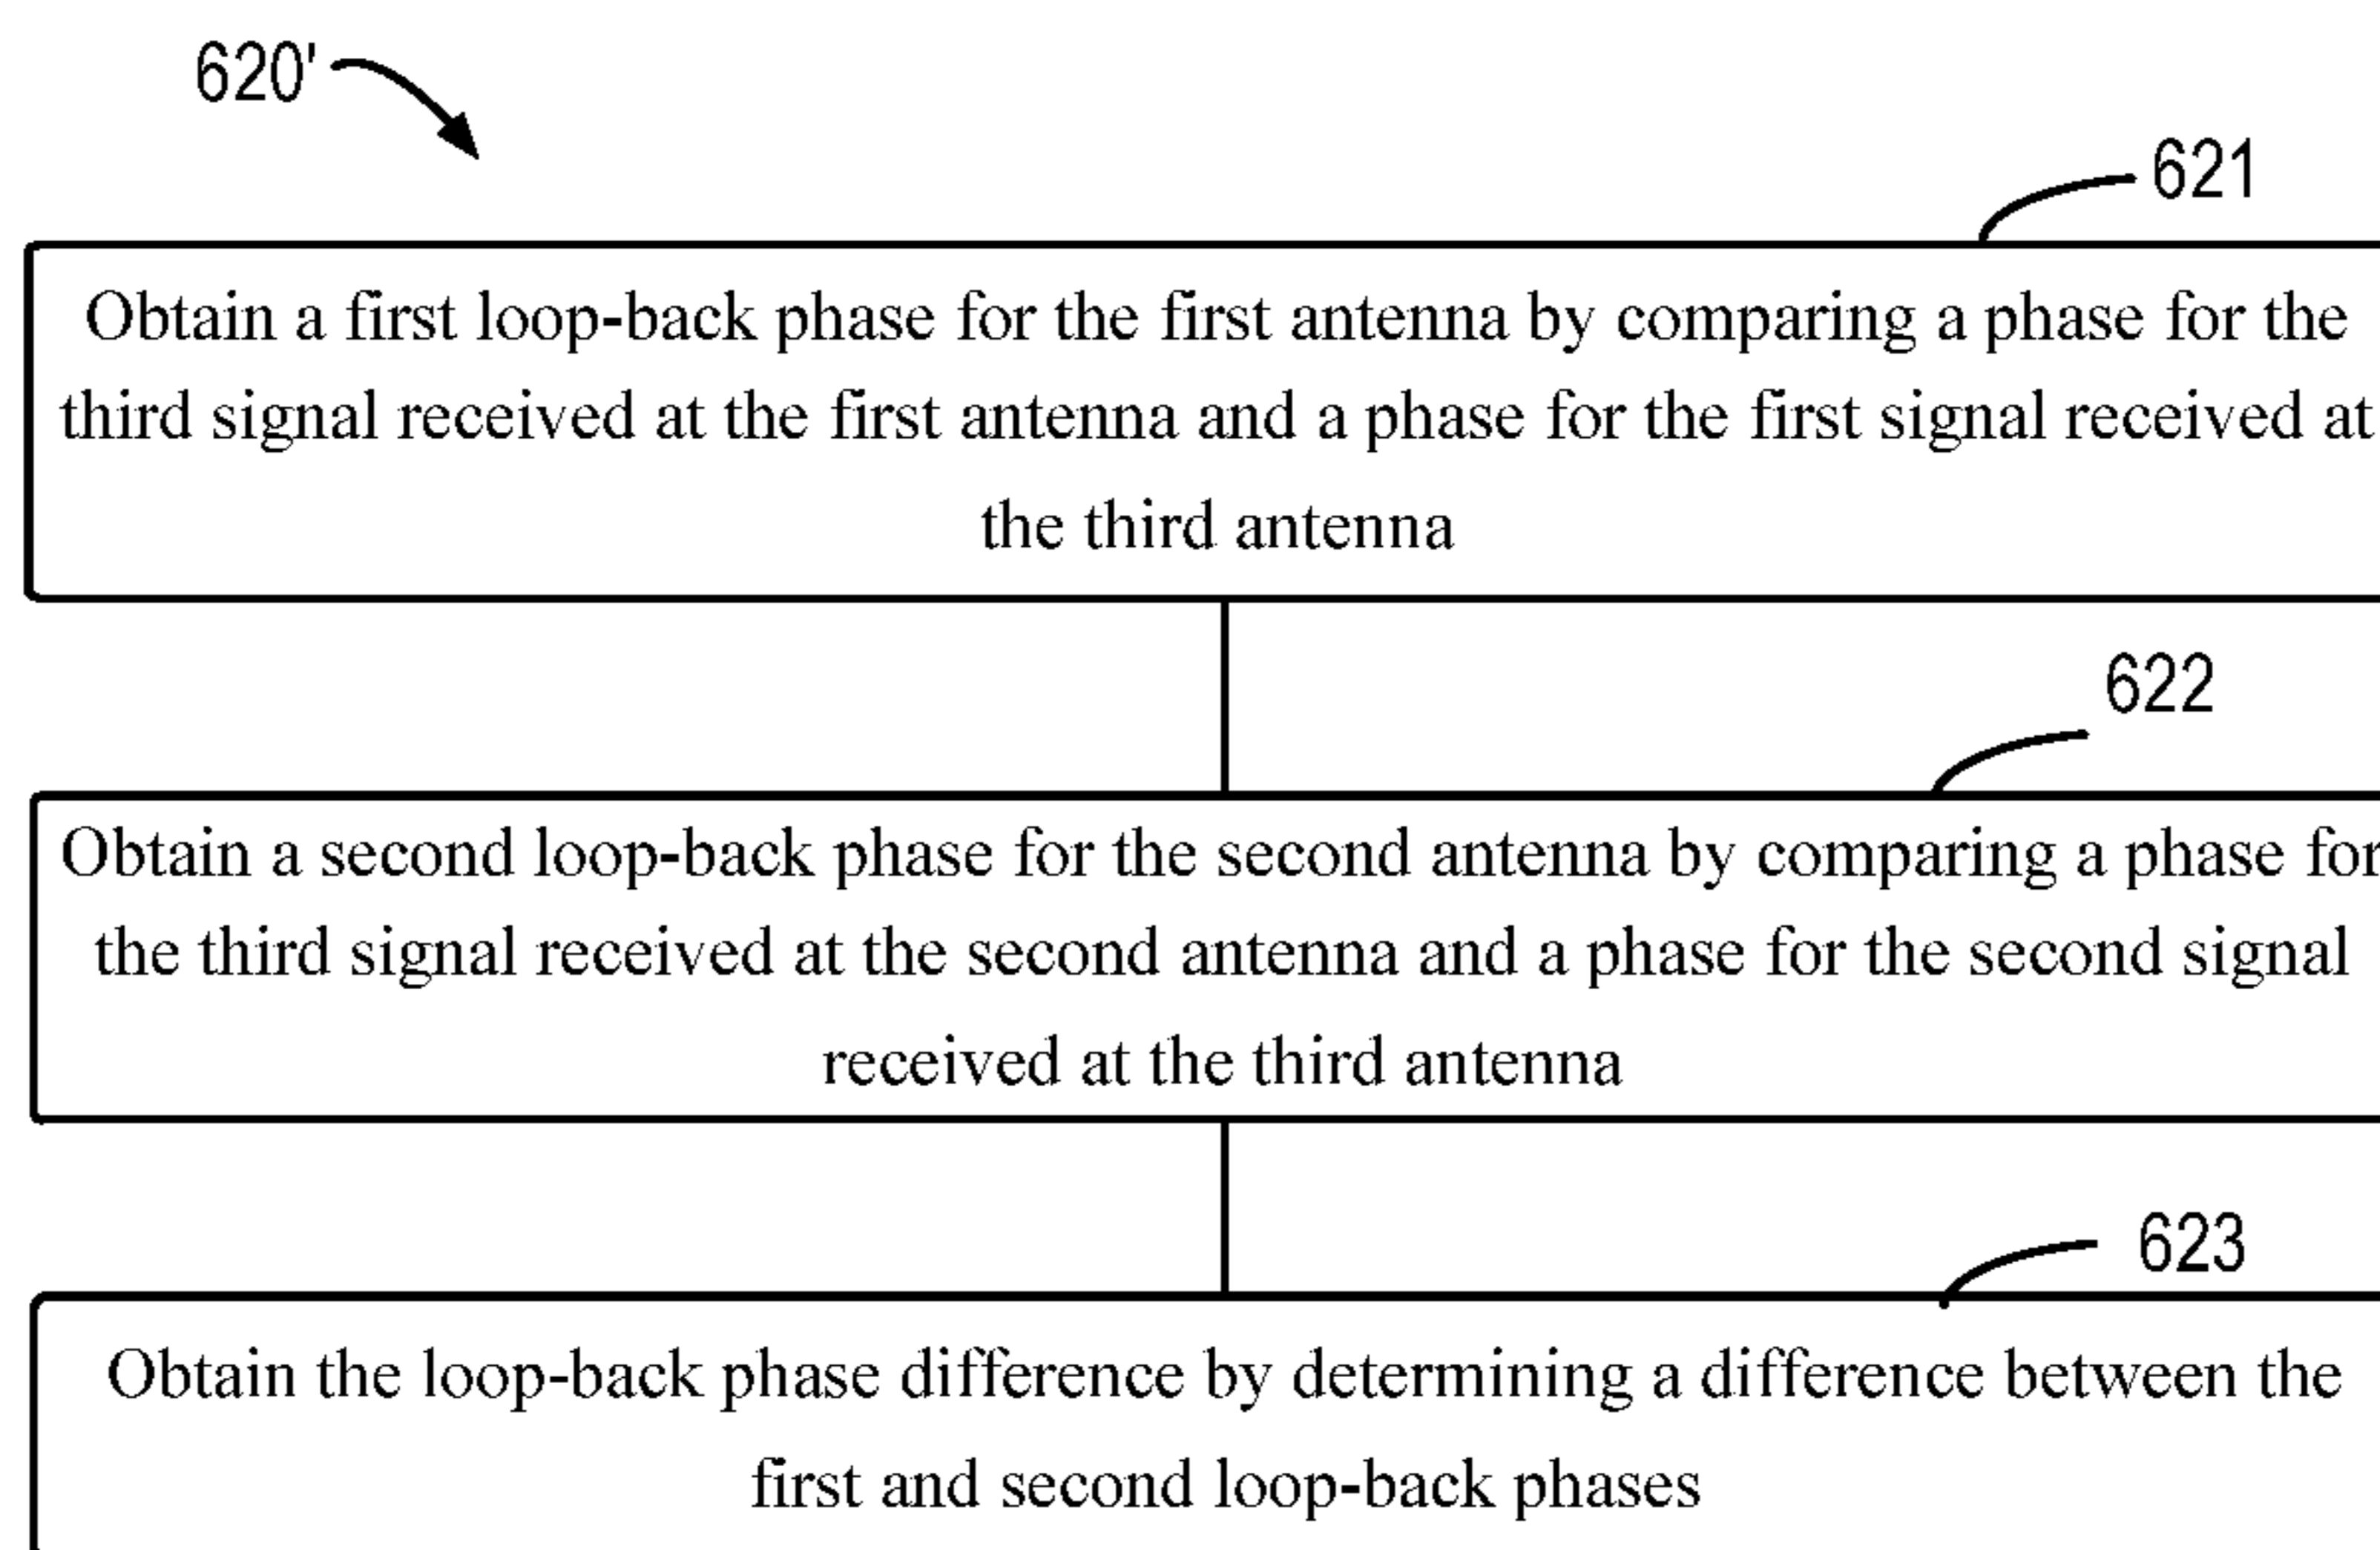 620'
621
Obtain a first loop-back phase for the first antenna by comparing a phase for the
third signal received at the first antenna and a phase for the first signal received at
the third antenna
622
Obtain a second loop-back phase for the second antenna by comparing a phase for
the third signal received at the second antenna and a phase for the second signal
received at the third antenna
623
Obtain the loop-back phase difference by determining a difference between the
first and second loop-back phases